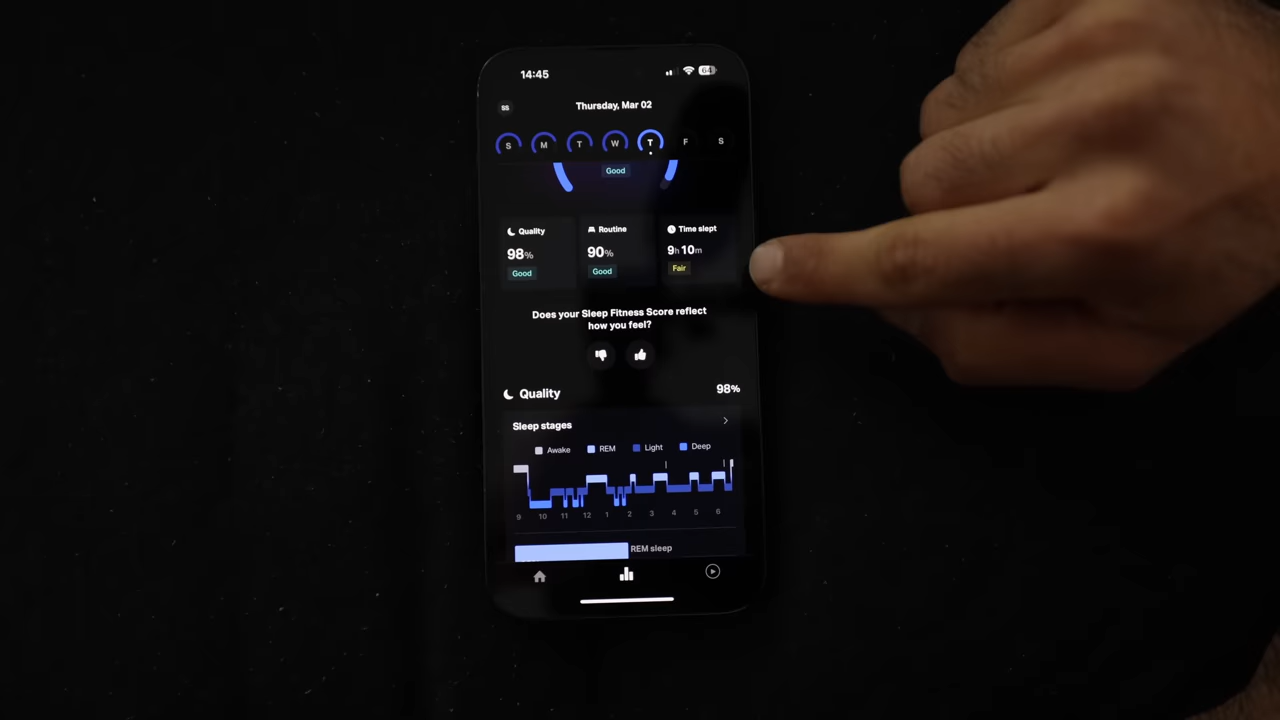 14:45
64
SS
Thursday, Mar 02
S M T W T F S
Good
Quality
98%
Good
Routine
90%
Good
Time slept
9h 10m
Fair
Does your Sleep Fitness Score reflect
how you feel?
Quality 98%
Sleep stages
Awake REM Light Deep
9 10 11 12 1 2 3 4 5 6
REM sleep